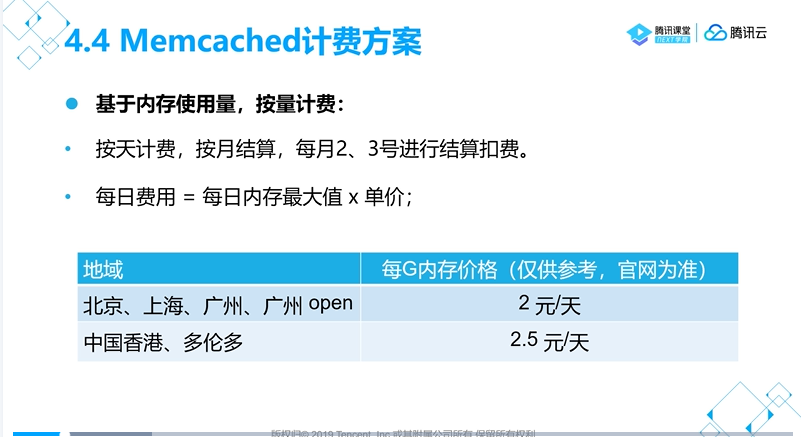 4.4 Memcached计费方案
腾讯课堂
NEXT学院
腾讯云
基于内存使用量，按量计费：
按天计费，按月结算，每月2、3号进行结算扣费。
每日费用 = 每日内存最大值 x 单价；
地域 每G内存价格（仅供参考，官网为准）
北京、上海、广州、广州 open 2 元/天
中国香港、多伦多 2.5 元/天
版权归© 2019 Tencent, Inc 或其附属公司所有 保留所有权利